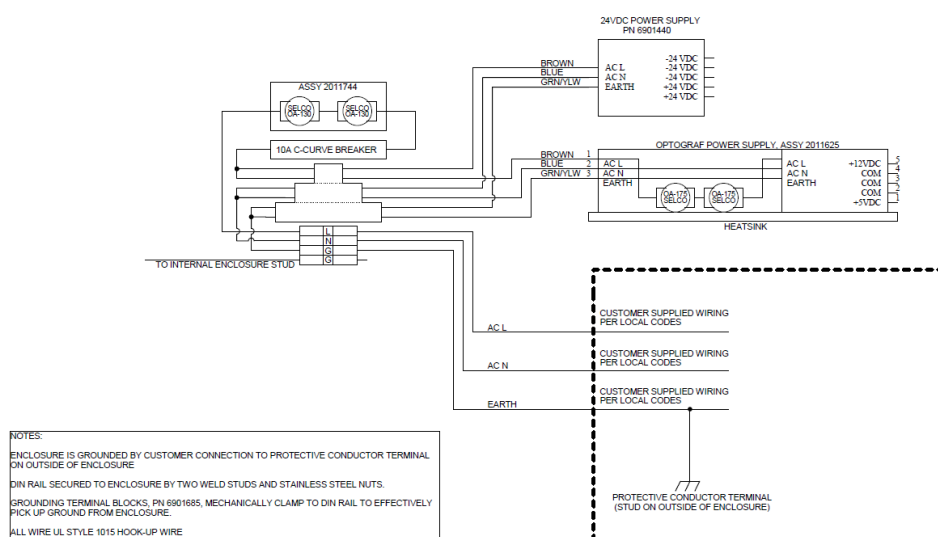 24VDC POWER SUPPLY
PN 6901440
BROWN
BLUE
GRN/YLW
AC L
AC N
EARTH
-24 VDC
-24 VDC
-24 VDC
+24 VDC
+24 VDC
ASSY 2011744
SELCO
OA-130
SELCO
OA-130
10A C-CURVE BREAKER
OPTOGRAF POWER SUPPLY, ASSY 2011625
BROWN 1
BLUE 2
GRN/YLW 3
AC L
AC N
EARTH
OA-175
SELCO
OA-175
SELCO
AC L
AC N
EARTH
+12VDC 5
COM 4
COM 3
COM 2
+5VDC 1
HEATSINK
L
N
G
G
TO INTERNAL ENCLOSURE STUD
AC L
CUSTOMER SUPPLIED WIRING
PER LOCAL CODES
AC N
CUSTOMER SUPPLIED WIRING
PER LOCAL CODES
EARTH
CUSTOMER SUPPLIED WIRING
PER LOCAL CODES
PROTECTIVE CONDUCTOR TERMINAL
(STUD ON OUTSIDE OF ENCLOSURE)
NOTES:
ENCLOSURE IS GROUNDED BY CUSTOMER CONNECTION TO PROTECTIVE CONDUCTOR TERMINAL
ON OUTSIDE OF ENCLOSURE
DIN RAIL SECURED TO ENCLOSURE BY TWO WELD STUDS AND STAINLESS STEEL NUTS.
GROUNDING TERMINAL BLOCKS, PN 6901685, MECHANICALLY CLAMP TO DIN RAIL TO EFFECTIVELY
PICK UP GROUND FROM ENCLOSURE.
ALL WIRE UL STYLE 1015 HOOK-UP WIRE